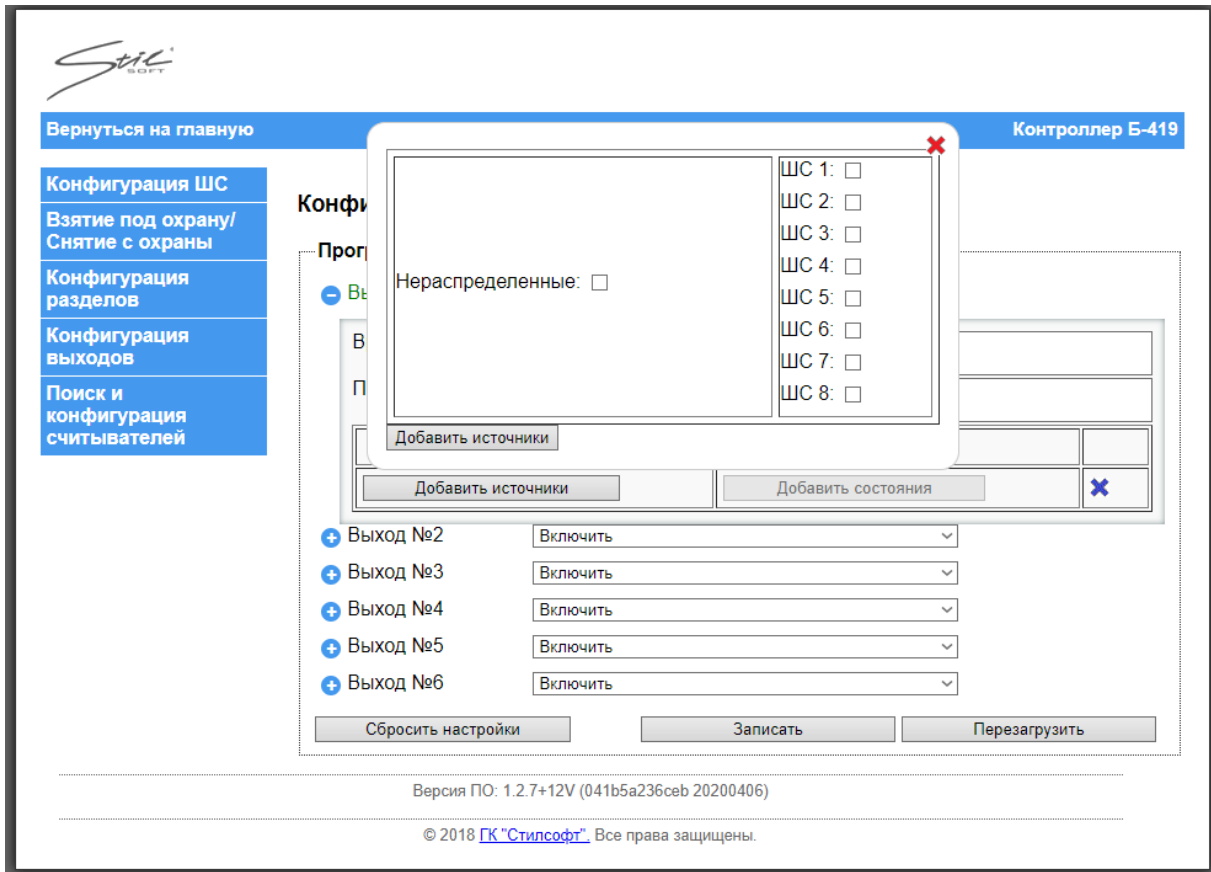 Stil
SOFT
Вернуться на главную
Контроллер Б-419
Конфигурация ШС
Взятие под охрану/
Снятие с охраны
Конфигурация
разделов
Конфигурация
выходов
Поиск и
конфигурация
считывателей
Нераспределенные:
ШС 1:
ШС 2:
ШС 3:
ШС 4:
ШС 5:
ШС 6:
ШС 7:
ШС 8:
Добавить источники
Добавить источники
Добавить состояния
Выход №2
Включить
Выход №3
Включить
Выход №4
Включить
Выход №5
Включить
Выход №6
Включить
Сбросить настройки
Записать
Перезагрузить
Версия ПО: 1.2.7+12V (041b5a236ceb 20200406)
© 2018 ГК "Стилсофт". Все права защищены.